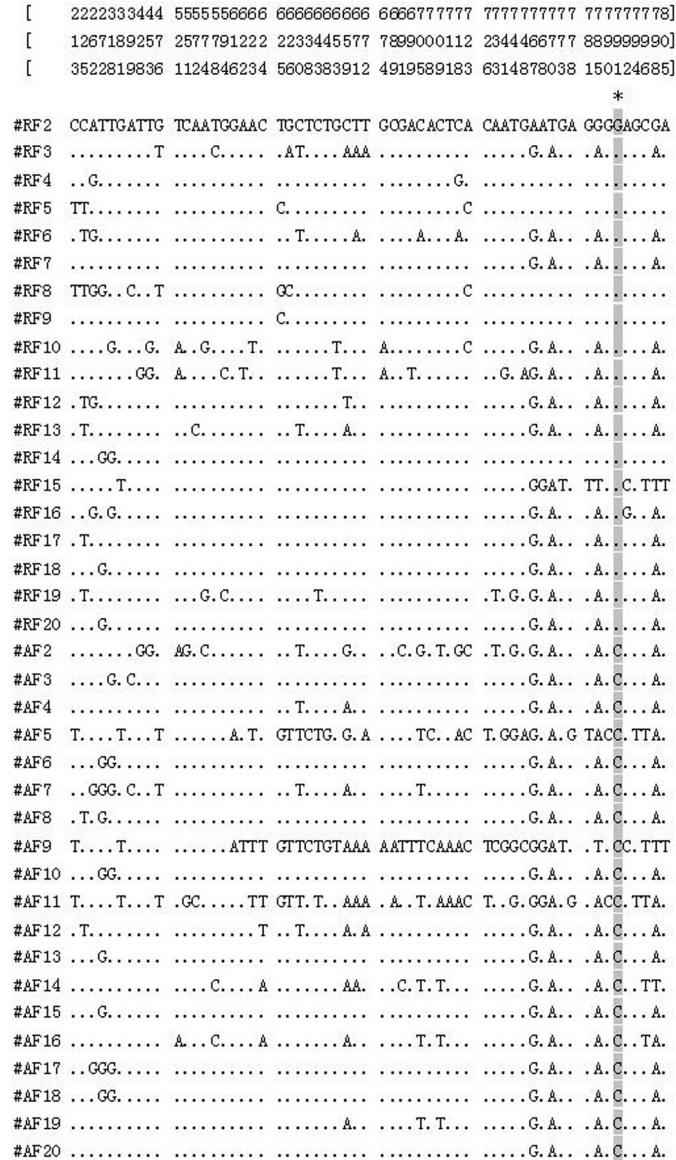 [ 2222333444 5555556666 6666666666 6666777777 7777777777 777777778]
[ 1267189257 2577791222 2233445577 7899000112 2344466777 889999990]
[ 3522819836 1124846234 5608383912 4919589183 6314878038 150124685]
*
#RF2 CCATTGATTG TCAATGGAAC TGCTCTGCTT GCGACACTCA CAATGAATGA GGGGAGCGA
#RF3 .........T ....C..... .AT....AAA .......... .....G.A.. .A.....A.
#RF4 ..G....... .......... .......... ........G. .......... .........
#RF5 TT........ .......... C......... .........C .......... .........
#RF6 .TG....... .......... ..T.....A. ....A...A. .....G.A.. .A.....A.
#RF7 .......... .......... .......... .......... .....G.A.. .A.....A.
#RF8 TTGG..C..T .......... GC........ .........C .......... .........
#RF9 .......... .......... C......... .......... .......... .........
#RF10 ....G...G. A..G....T. ......T... A........C .....G.A.. .A.....A.
#RF11 .......GG. A....C.T.. ......T... A..T...... ..G.AG.A.. .A.....A.
#RF12 .TG....... .......... .......T.. .......... .....G.A.. .A.....A.
#RF13 .T........ ..C....... ..T....A.. .......... .....G.A.. .A.....A.
#RF14 ...GG..... .......... .......... .......... .......... .........
#RF15 .....T.... .......... .......... .......... .....GGAT. TT..C.TTT
#RF16 ..G.G..... .......... .......... .......... .....G.A.. .A..G..A.
#RF17 .T........ .......... .......... .......... .....G.A.. .A.....A.
#RF18 ...G...... .......... .......... .......... .....G.A.. .A.....A.
#RF19 .T........ ...G.C.... ....T..... .......... .T.G.G.A.. .A.....A.
#RF20 ...G...... .......... .......... .......... .....G.A.. .A.....A.
#AF2 .......GG. AG.C...... ..T....G.. ..C.G.T.GC .T.G.G.A.. .A.C...A.
#AF3 ....G.C... .......... .......... .......... .....G.A.. .A.C...A.
#AF4 .......... .......... ..T....A.. .......... .....G.A.. .A.C...A.
#AF5 T....T...T ......A.T. GTTCTG.G.A ....TC..AC T.GGAG.A.G TACC.TTA.
#AF6 ...GG..... .......... .......... .......... .....G.A.. .A.C...A.
#AF7 ..GGG.C..T .......... ..T....A.. ....T..... .....G.A.. .A.C...A.
#AF8 .T.G...... .......... .......... .......... .....G.A.. .A.C...A.
#AF9 T....T.... ......ATTT GTTCTGTAAA AATTTCAAAC TCGGCGGAT. .T.CC.TTT
#AF10 ...GG..... .......... .......... .......... .....G.A.. .A.C...A.
#AF11 T....T...T .GC.....TT GTT.T..AAA .A..T.AAAC T..G.GGA.G .ACC.TTA.
#AF12 .T........ .........T ..T....A.A .......... .....G.A.. .A.C...A.
#AF13 ...G...... .......... .......... .......... .....G.A.. .A.C...A.
#AF14 .......... ....C....A .......AA. ..C.T.T... .....G.A.. .A.C..TT.
#AF15 ...G...... .......... .......... .......... .....G.A.. .A.C...A.
#AF16 .......... A...C....A .......A.. ....T.T... .....G.A.. .A.C..TA.
#AF17 ..GGG..... .......... .......... .......... .....G.A.. .A.C...A.
#AF18 ...GG..... .......... .......... .......... .....G.A.. .A.C...A.
#AF19 .......... .......... .......A.. ....T.T... .....G.A.. .A.C...A.
#AF20 .......... .......... .......... .......... .....G.A.. .A.C...A.